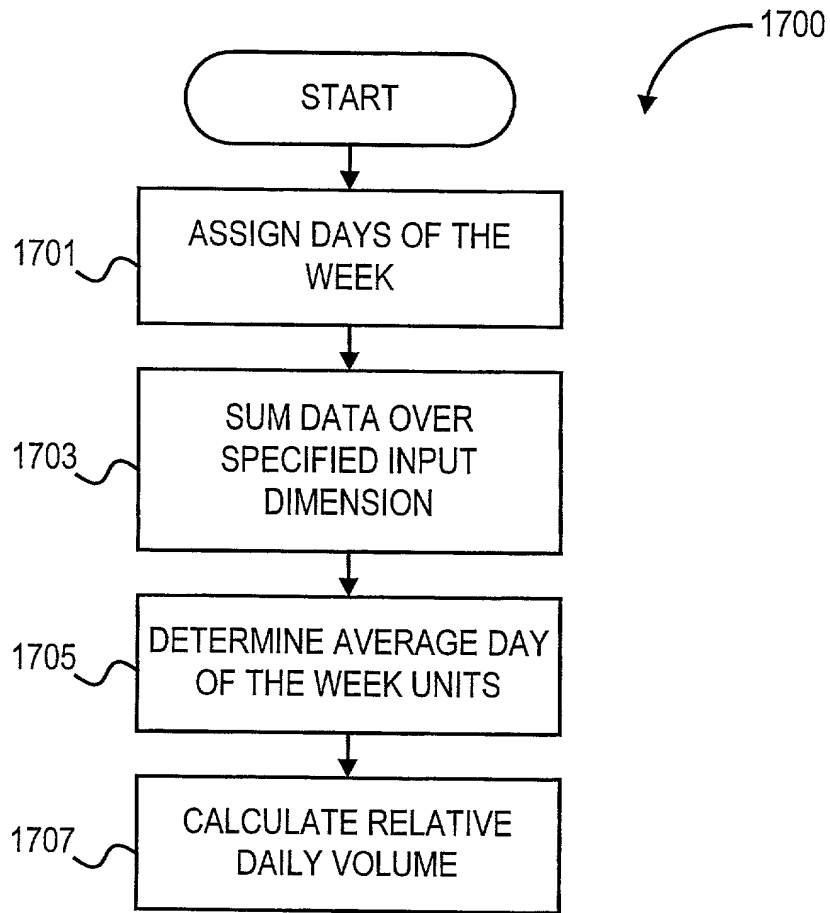 1700
START
1701
ASSIGN DAYS OF THE
WEEK
1703
SUM DATA OVER
SPECIFIED INPUT
DIMENSION
1705
DETERMINE AVERAGE DAY
OF THE WEEK UNITS
1707
CALCULATE RELATIVE
DAILY VOLUME